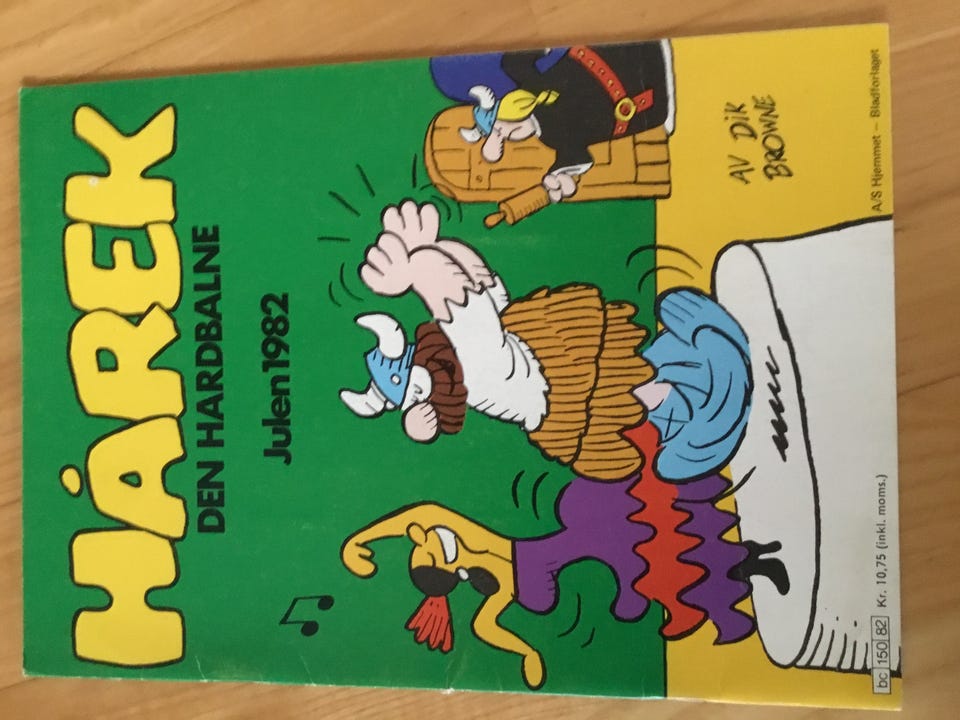 HÅREK
DEN HARDBALNE
Julen 1982
AV DIK
BROWNE
bc 150 82 Kr. 10,75 (inkl. moms.)
A/S Hjemmet – Bladforlaget